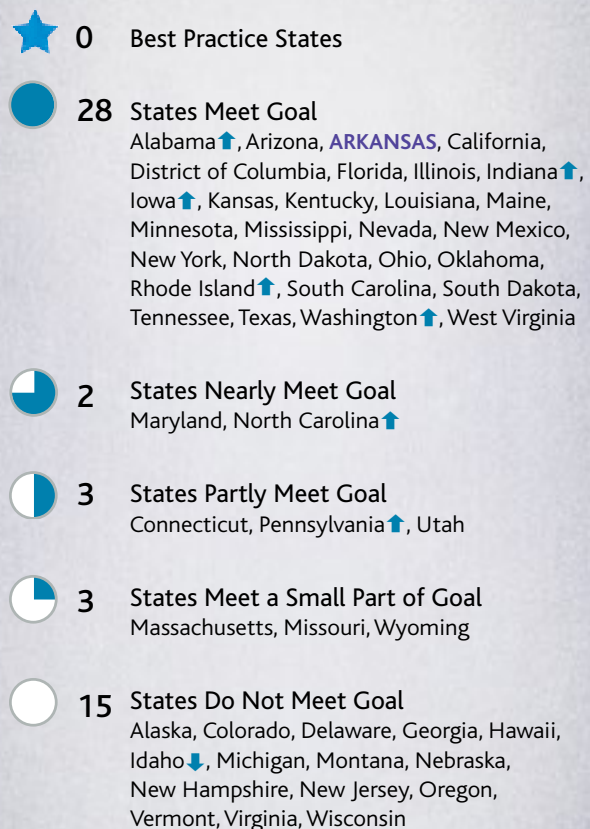 0 Best Practice States
28 States Meet Goal
Alabama⬆, Arizona, ARKANSAS, California,
District of Columbia, Florida, Illinois, Indiana⬆,
Iowa⬆, Kansas, Kentucky, Louisiana, Maine,
Minnesota, Mississippi, Nevada, New Mexico,
New York, North Dakota, Ohio, Oklahoma,
Rhode Island⬆, South Carolina, South Dakota,
Tennessee, Texas, Washington⬆, West Virginia
2 States Nearly Meet Goal
Maryland, North Carolina⬆
3 States Partly Meet Goal
Connecticut, Pennsylvania⬆, Utah
3 States Meet a Small Part of Goal
Massachusetts, Missouri, Wyoming
15 States Do Not Meet Goal
Alaska, Colorado, Delaware, Georgia, Hawaii,
Idaho⬇, Michigan, Montana, Nebraska,
New Hampshire, New Jersey, Oregon,
Vermont, Virginia, Wisconsin